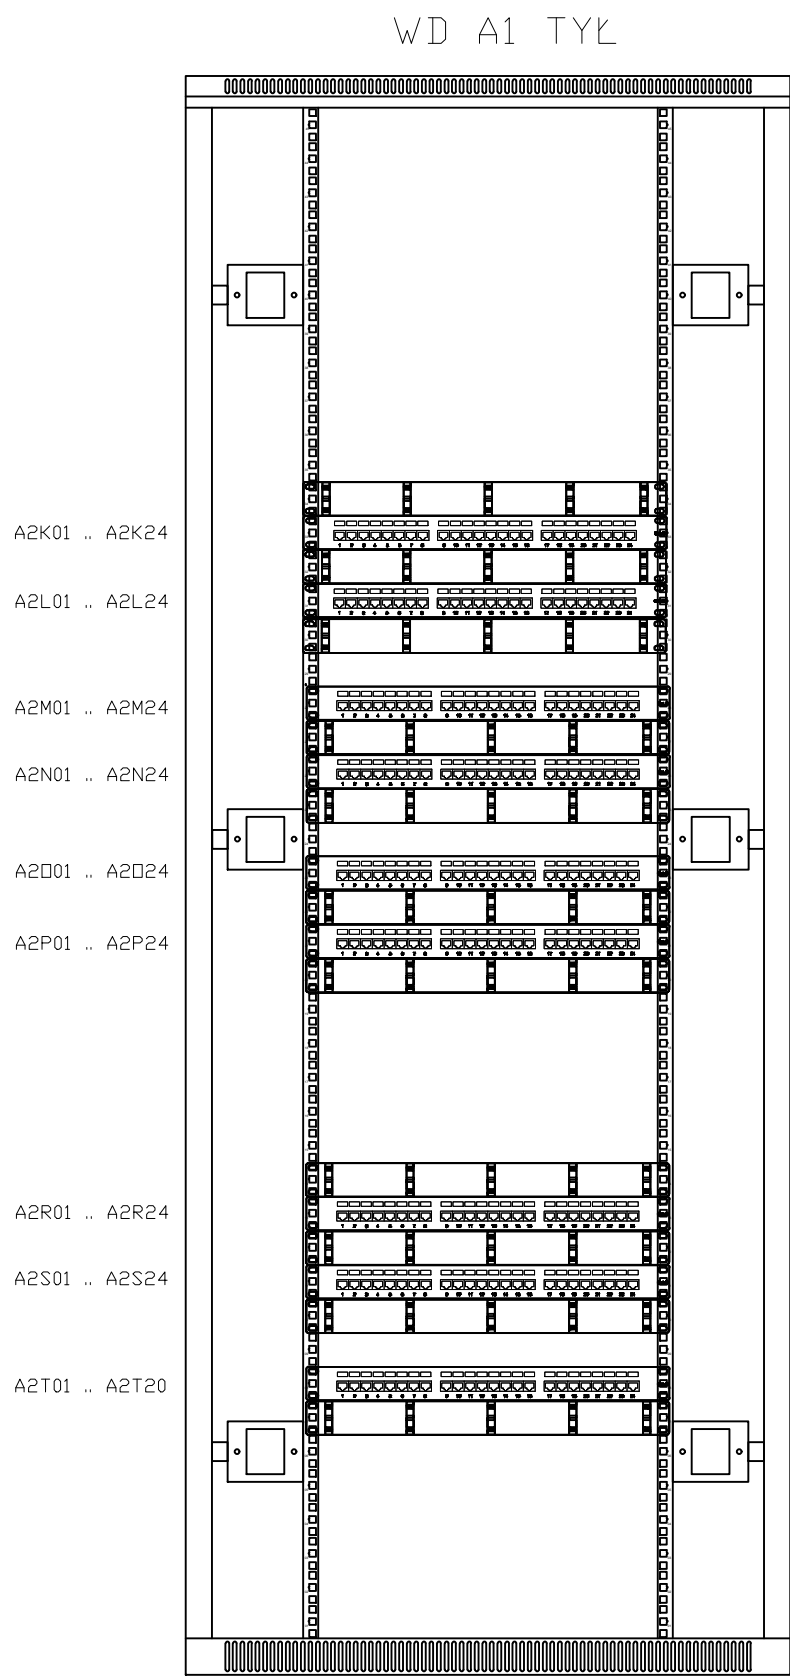 WD A1 TYŁ
A2K01 .. A2K24
A2L01 .. A2L24
A2M01 .. A2M24
A2N01 .. A2N24
A2O01 .. A2O24
A2P01 .. A2P24
A2R01 .. A2R24
A2S01 .. A2S24
A2T01 .. A2T20